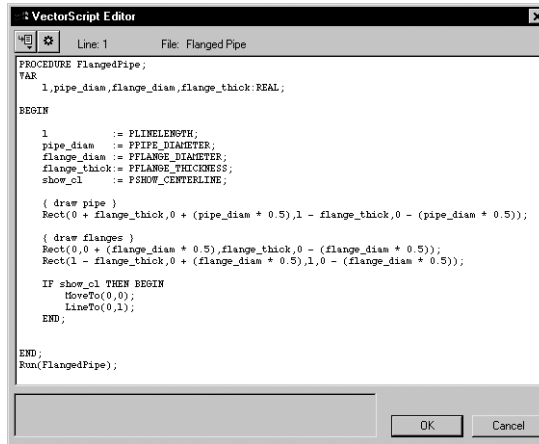 VectorScript Editor
Line: 1 File: Flanged Pipe
PROCEDURE FlangedPipe;
VAR
l,pipe_diam,flange_diam,flange_thick:REAL;
BEGIN
l := PLINELENGTH;
pipe_diam := PPIPE_DIAMETER;
flange_diam := PFLANGE_DIAMETER;
flange_thick:= PFLANGE_THICKNESS;
show_cl := PSHOW_CENTERLINE;
{ draw pipe }
Rect(0 + flange_thick,0 + (pipe_diam * 0.5),l - flange_thick,0 - (pipe_diam * 0.5));
{ draw flanges }
Rect(0,0 + (flange_diam * 0.5),flange_thick,0 - (flange_diam * 0.5));
Rect(l - flange_thick,0 + (flange_diam * 0.5),l,0 - (flange_diam * 0.5));
IF show_cl THEN BEGIN
MoveTo(0,0);
LineTo(0,l);
END;
END;
Run(FlangedPipe);
OK Cancel